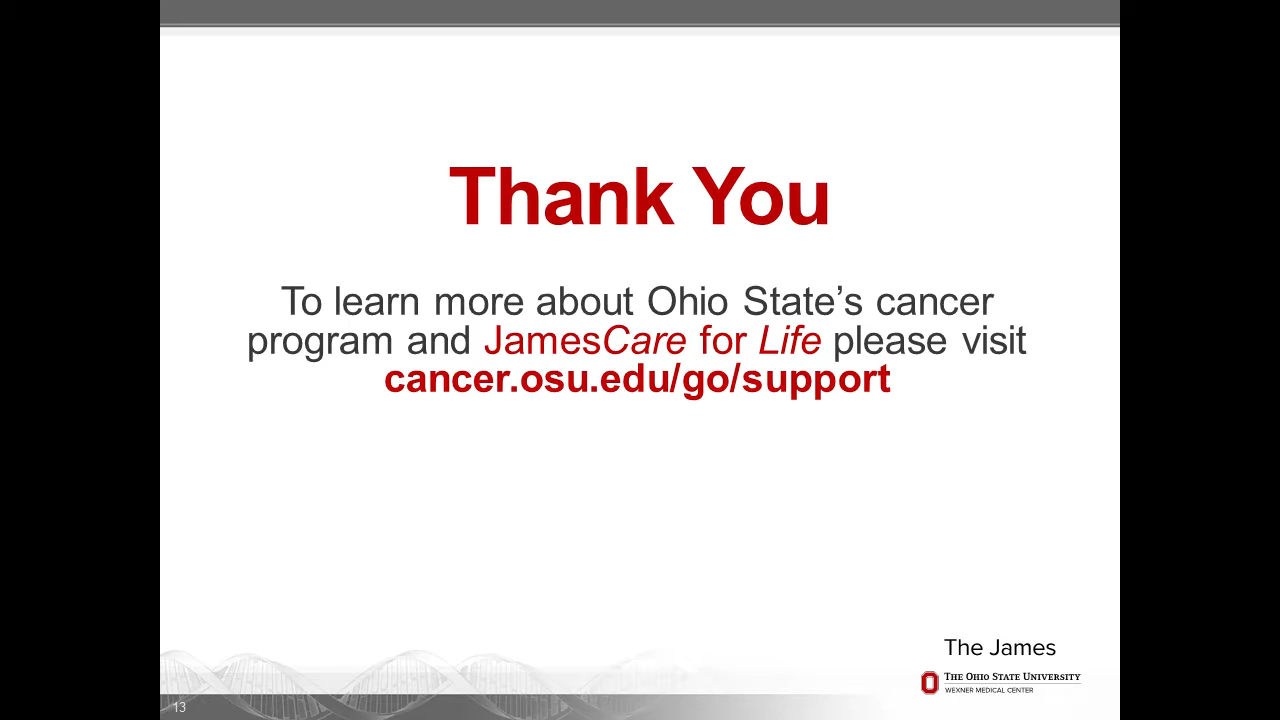 Thank You
To learn more about Ohio State’s cancer
program and JamesCare for Life please visit
cancer.osu.edu/go/support
The James
THE OHIO STATE UNIVERSITY
WEXNER MEDICAL CENTER
13